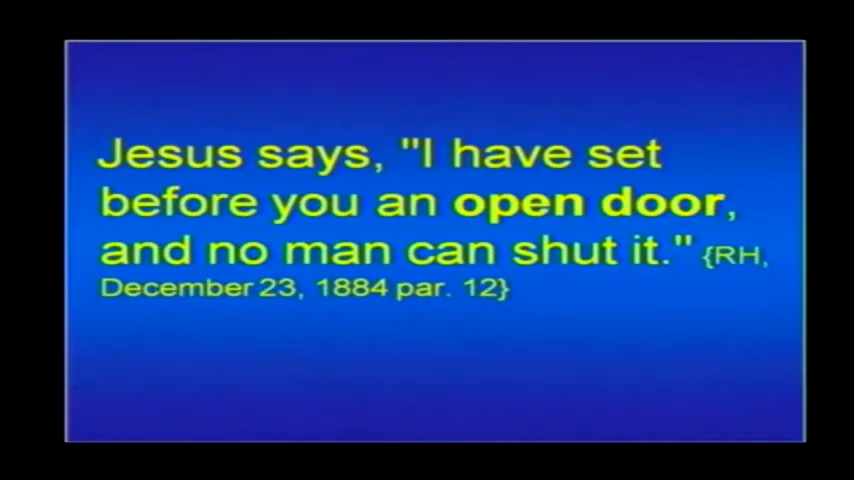 Jesus says, "I have set
before you an open door,
and no man can shut it." {RH,
December 23, 1884 par. 12}